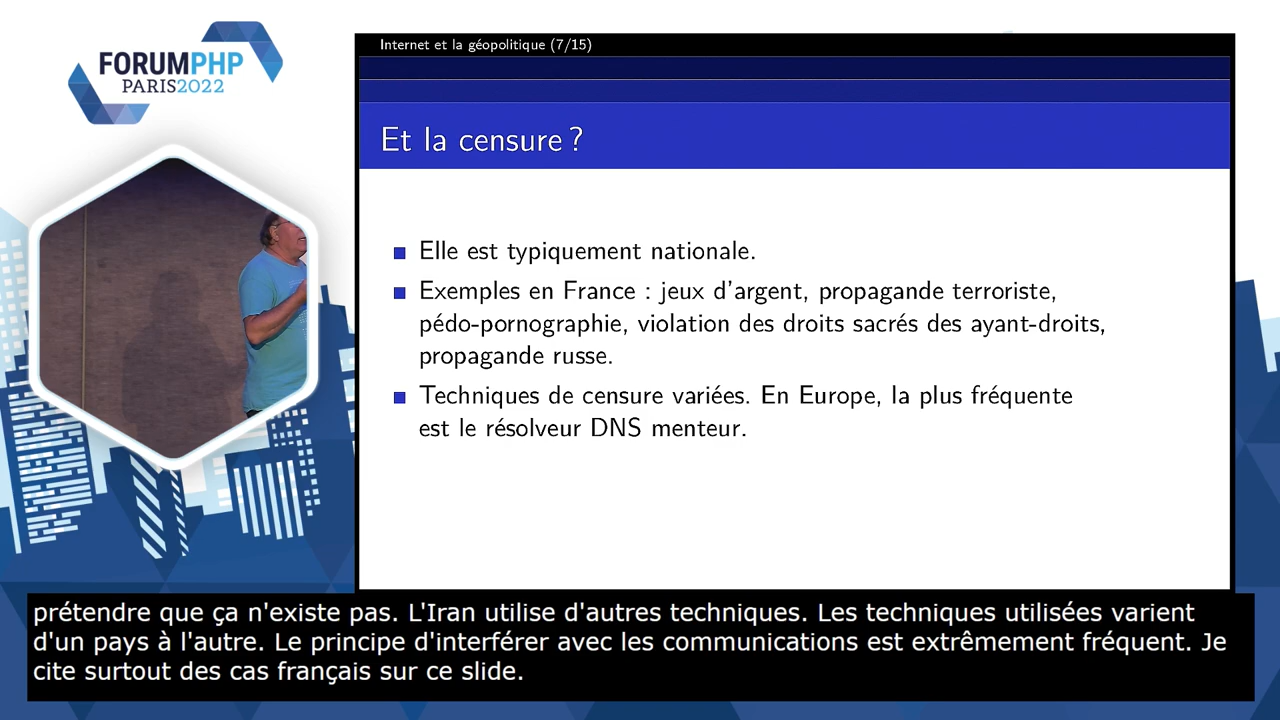 FORUMPHP
PARIS2022
Internet et la géopolitique (7/15)
Et la censure ?
Elle est typiquement nationale.
Exemples en France : jeux d'argent, propagande terroriste,
pédo-pornographie, violation des droits sacrés des ayant-droits,
propagande russe.
Techniques de censure variées. En Europe, la plus fréquente
est le résolveur DNS menteur.
prétendre que ça n'existe pas. L'Iran utilise d'autres techniques. Les techniques utilisées varient
d'un pays à l'autre. Le principe d'interférer avec les communications est extrêmement fréquent. Je
cite surtout des cas français sur ce slide.